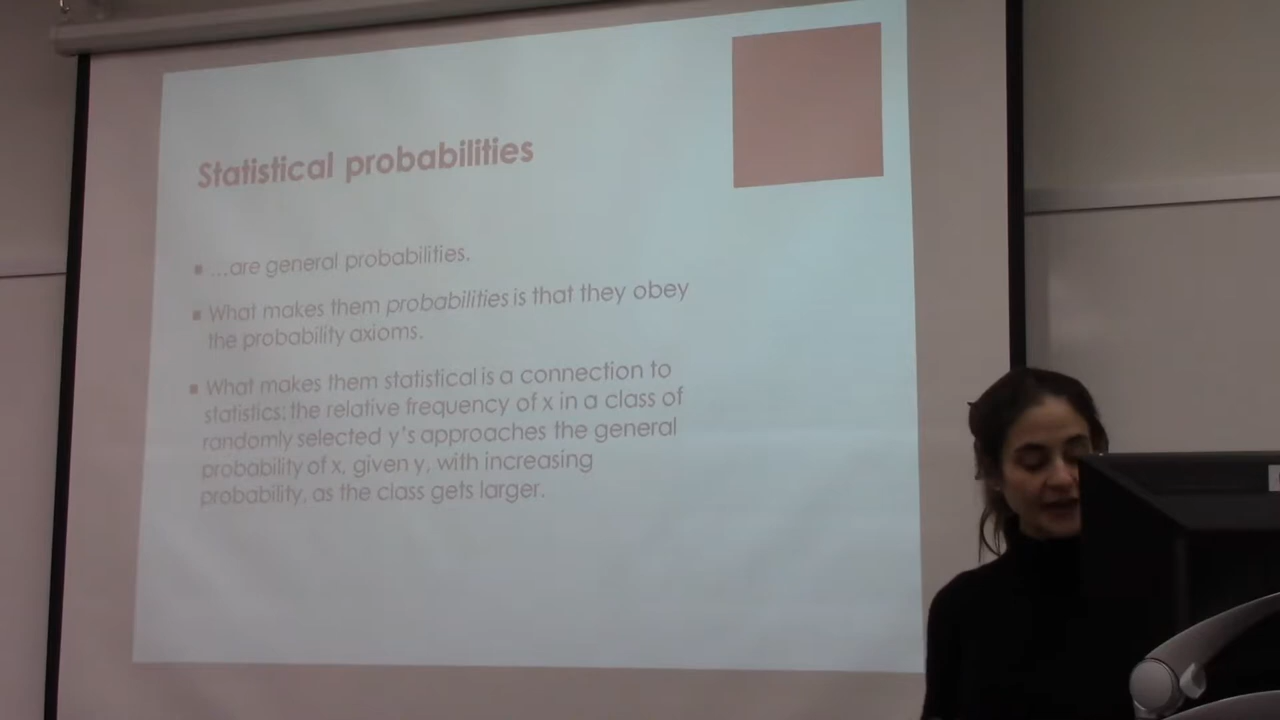 Statistical probabilities
…are general probabilities.
What makes them probabilities is that they obey
the probability axioms.
What makes them statistical is a connection to
statistics: the relative frequency of x in a class of
randomly selected y's approaches the general
probability of x, given y, with increasing
probability, as the class gets larger.